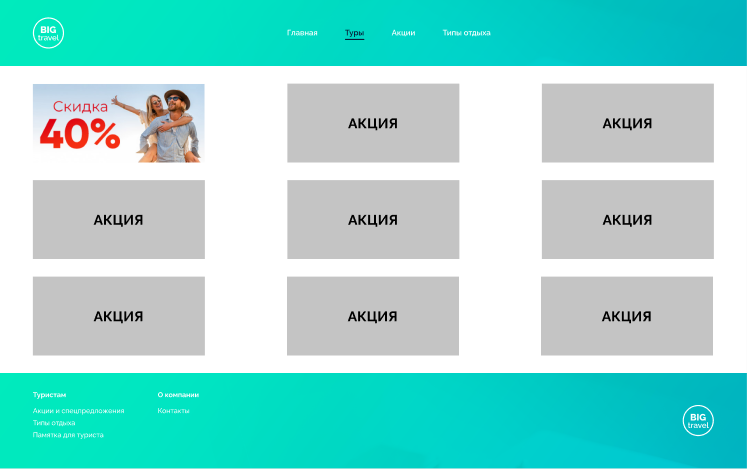 BIG
travel
Главная Туры Акции Типы отдыха
Скидка
40%
АКЦИЯ
АКЦИЯ
АКЦИЯ
АКЦИЯ
АКЦИЯ
АКЦИЯ
АКЦИЯ
АКЦИЯ
Туристам
Акции и спецпредложения
Типы отдыха
Памятка для туриста
О компании
Контакты
BIG
travel